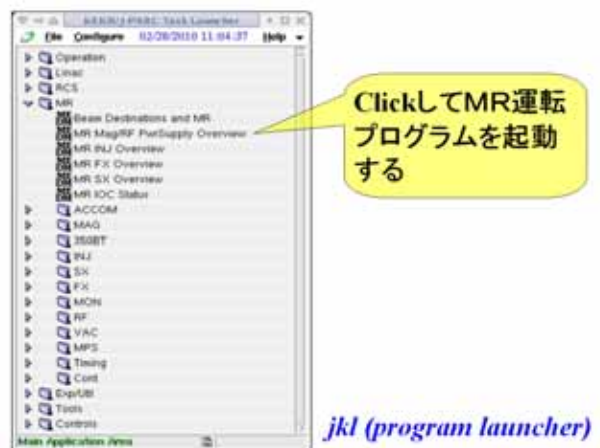 KEKB/J-PARC Task Launcher
File Configure 02/28/2010 11:04:37 Help
Operation
Linac
RCS
MR
Beam Destinations and MR
MR Mag/RF PwrSupply Overview
MR INJ Overview
MR FX Overview
MR SX Overview
MR IOC Status
ACCOM
MAG
350BT
INJ
SX
FX
MON
RF
VAC
MPS
Timing
Cont
Exp/Utl
Tools
Controls
Main Application Area
ClickしてMR運転
プログラムを起動
する
jkl (program launcher)